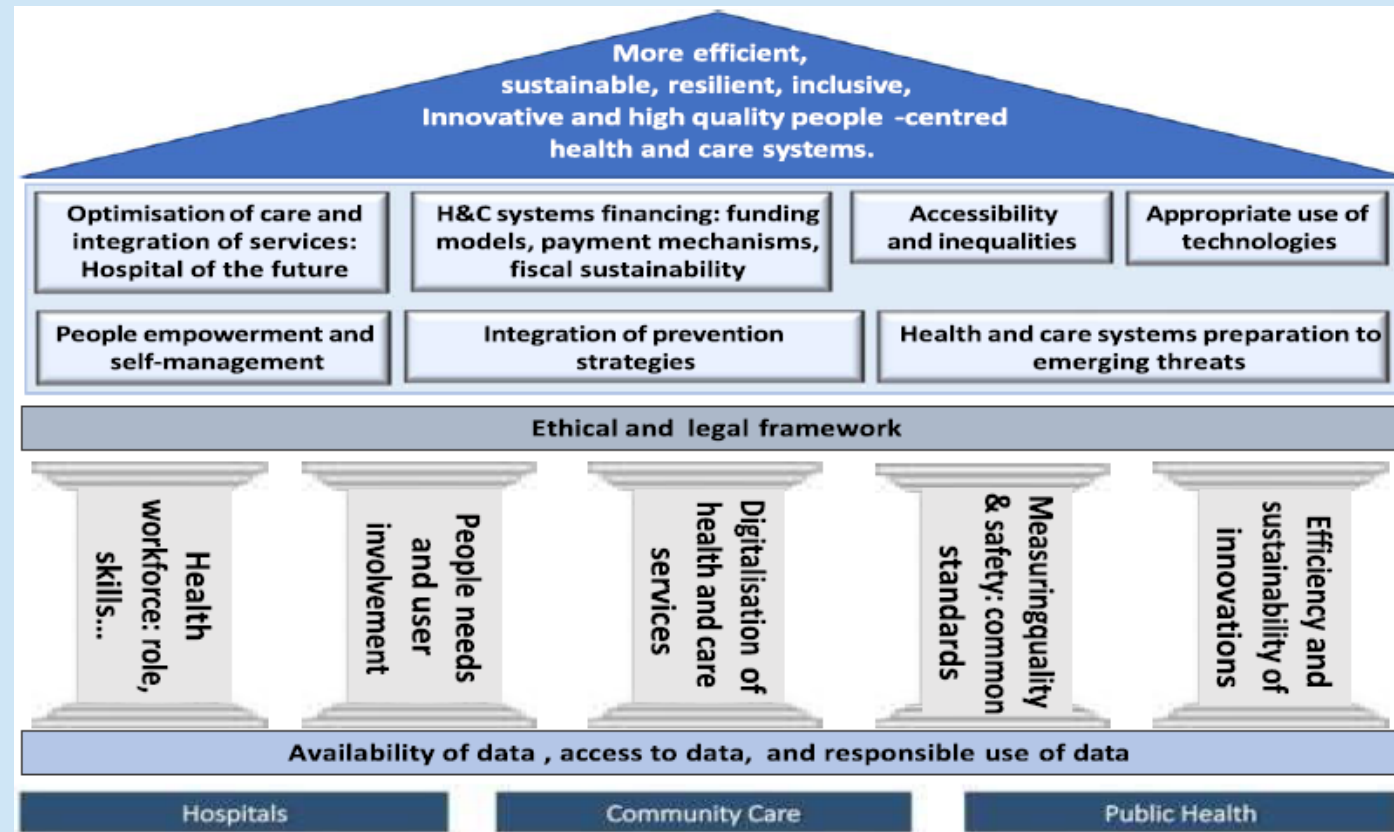 More efficient,
sustainable, resilient, inclusive,
Innovative and high quality people -centred
health and care systems.
Optimisation of care and
integration of services:
Hospital of the future
H&C systems financing: funding
models, payment mechanisms,
fiscal sustainability
Accessibility
and inequalities
Appropriate use of
technologies
People empowerment and
self-management
Integration of prevention
strategies
Health and care systems preparation to
emerging threats
Ethical and legal framework
Health
workforce: role,
skills...
People needs
and user
involvement
Digitalisation of
health and care
services
Measuringquality
& safety: common
standards
Efficiency and
sustainability of
innovations
Availability of data , access to data, and responsible use of data
Hospitals
Community Care
Public Health